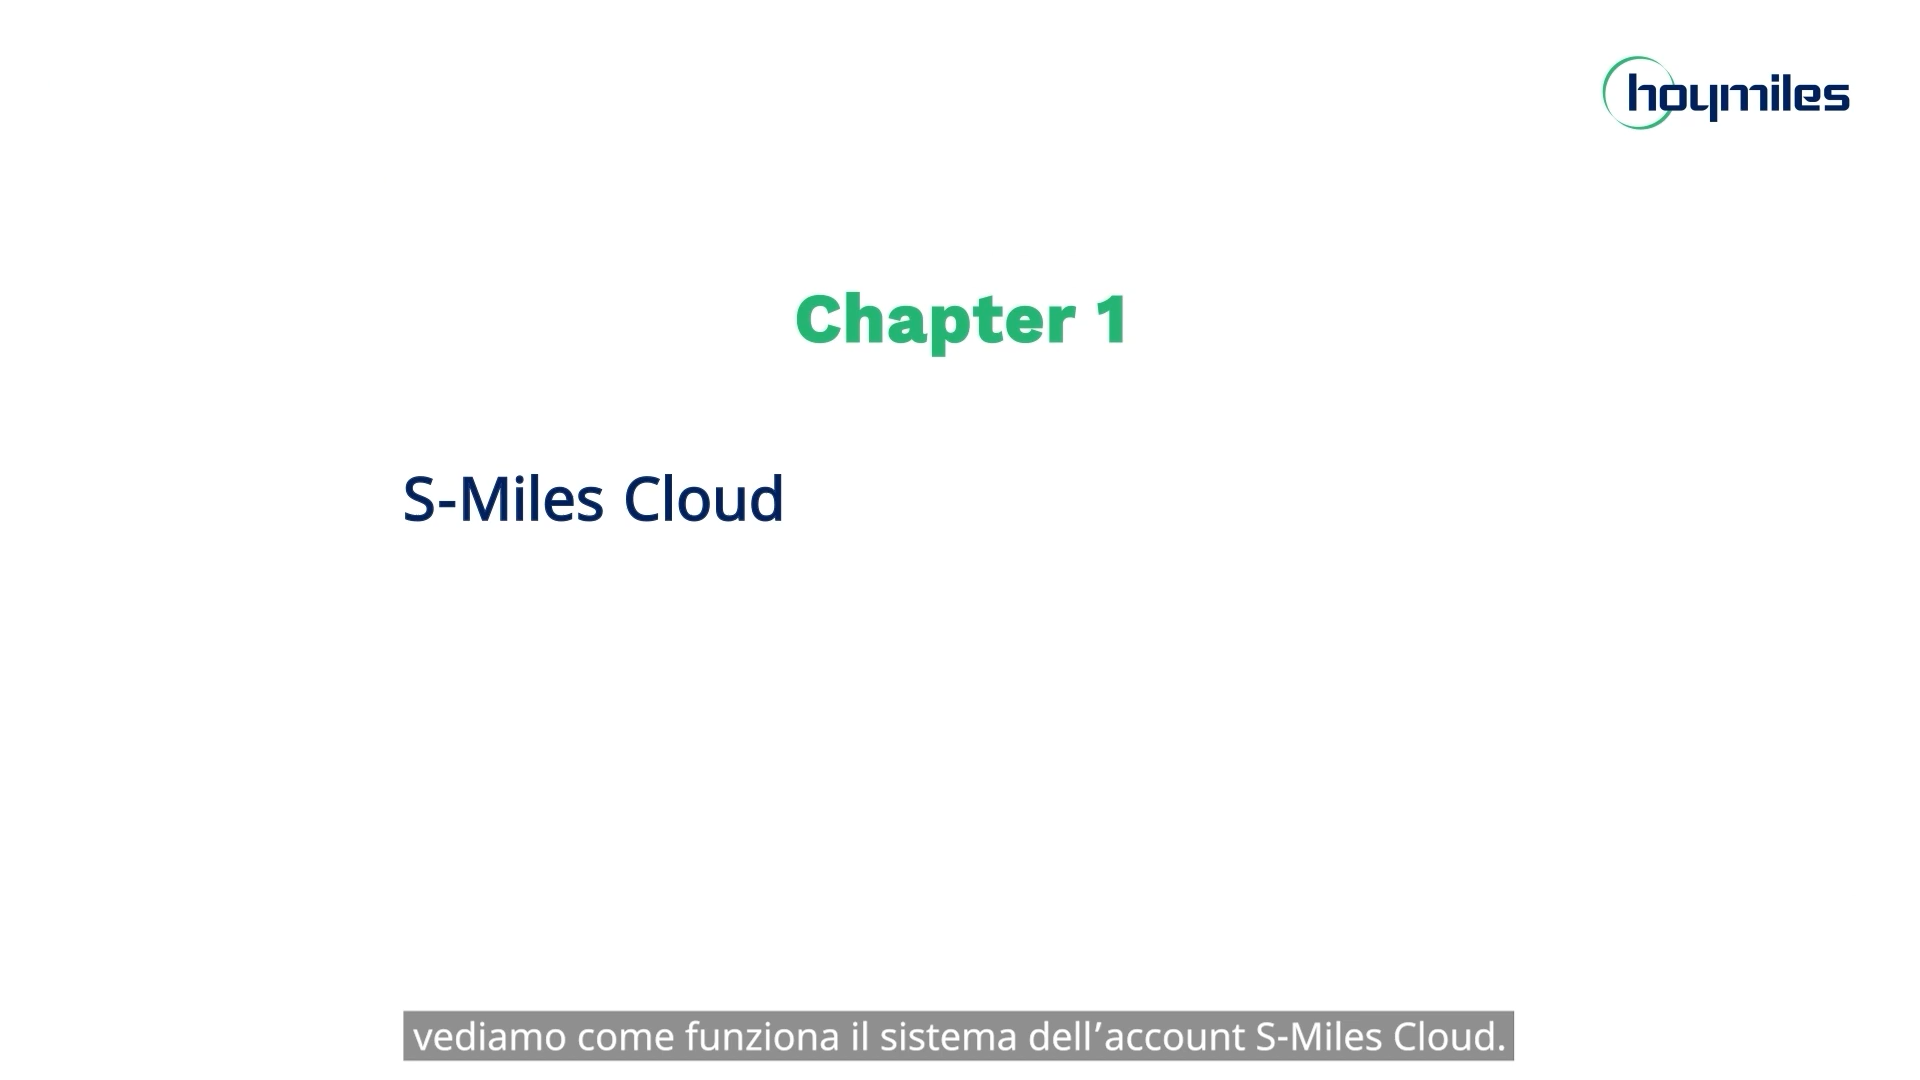 hoymiles
Chapter 1
S-Miles Cloud
vediamo come funziona il sistema dell’account S-Miles Cloud.